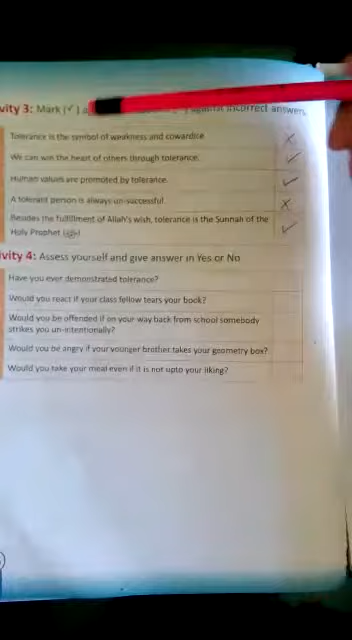 vity 3: Mark (✓) a against incorrect answers
Tolerance is the symbol of weakness and cowardice. ✗
We can win the heart of others through tolerance. ✓
Human values are promoted by tolerance. ✓
A tolerant person is always un-successful. ✗
Besides the fulfillment of Allah's wish, tolerance is the Sunnah of the ✓
Holy Prophet (ﷺ)
vity 4: Assess yourself and give answer in Yes or No
Have you ever demonstrated tolerance?
Would you react if your class fellow tears your book?
Would you be offended if on your way back from school somebody
strikes you un-intentionally?
Would you be angry if your younger brother takes your geometry box?
Would you take your meal even if it is not upto your liking?